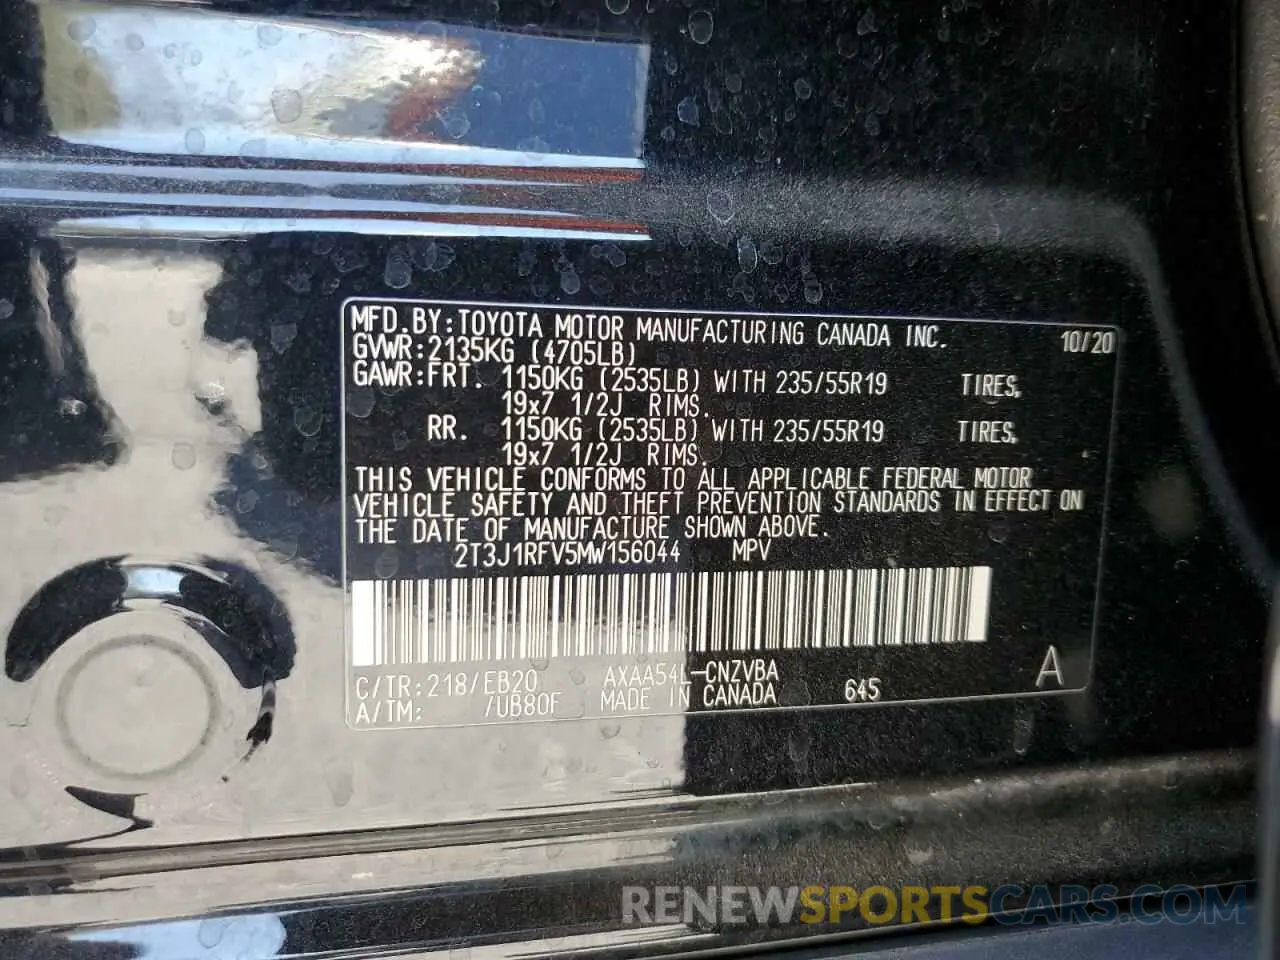 MFD.BY:TOYOTA MOTOR MANUFACTURING CANADA INC. 10/20
GVWR:2135KG (4705LB)
GAWR:FRT. 1150KG (2535LB) WITH 235/55R19 TIRES,
19x7 1/2J RIMS.
RR. 1150KG (2535LB) WITH 235/55R19 TIRES,
19x7 1/2J RIMS.
THIS VEHICLE CONFORMS TO ALL APPLICABLE FEDERAL MOTOR
VEHICLE SAFETY AND THEFT PREVENTION STANDARDS IN EFFECT ON
THE DATE OF MANUFACTURE SHOWN ABOVE.
2T3J1RFV5MW156044 MPV
C/TR:218/EB20 AXAA54L-CNZVBA
A/TM: /UB80F MADE IN CANADA 645 A
RENEWSPORTSCARS.COM